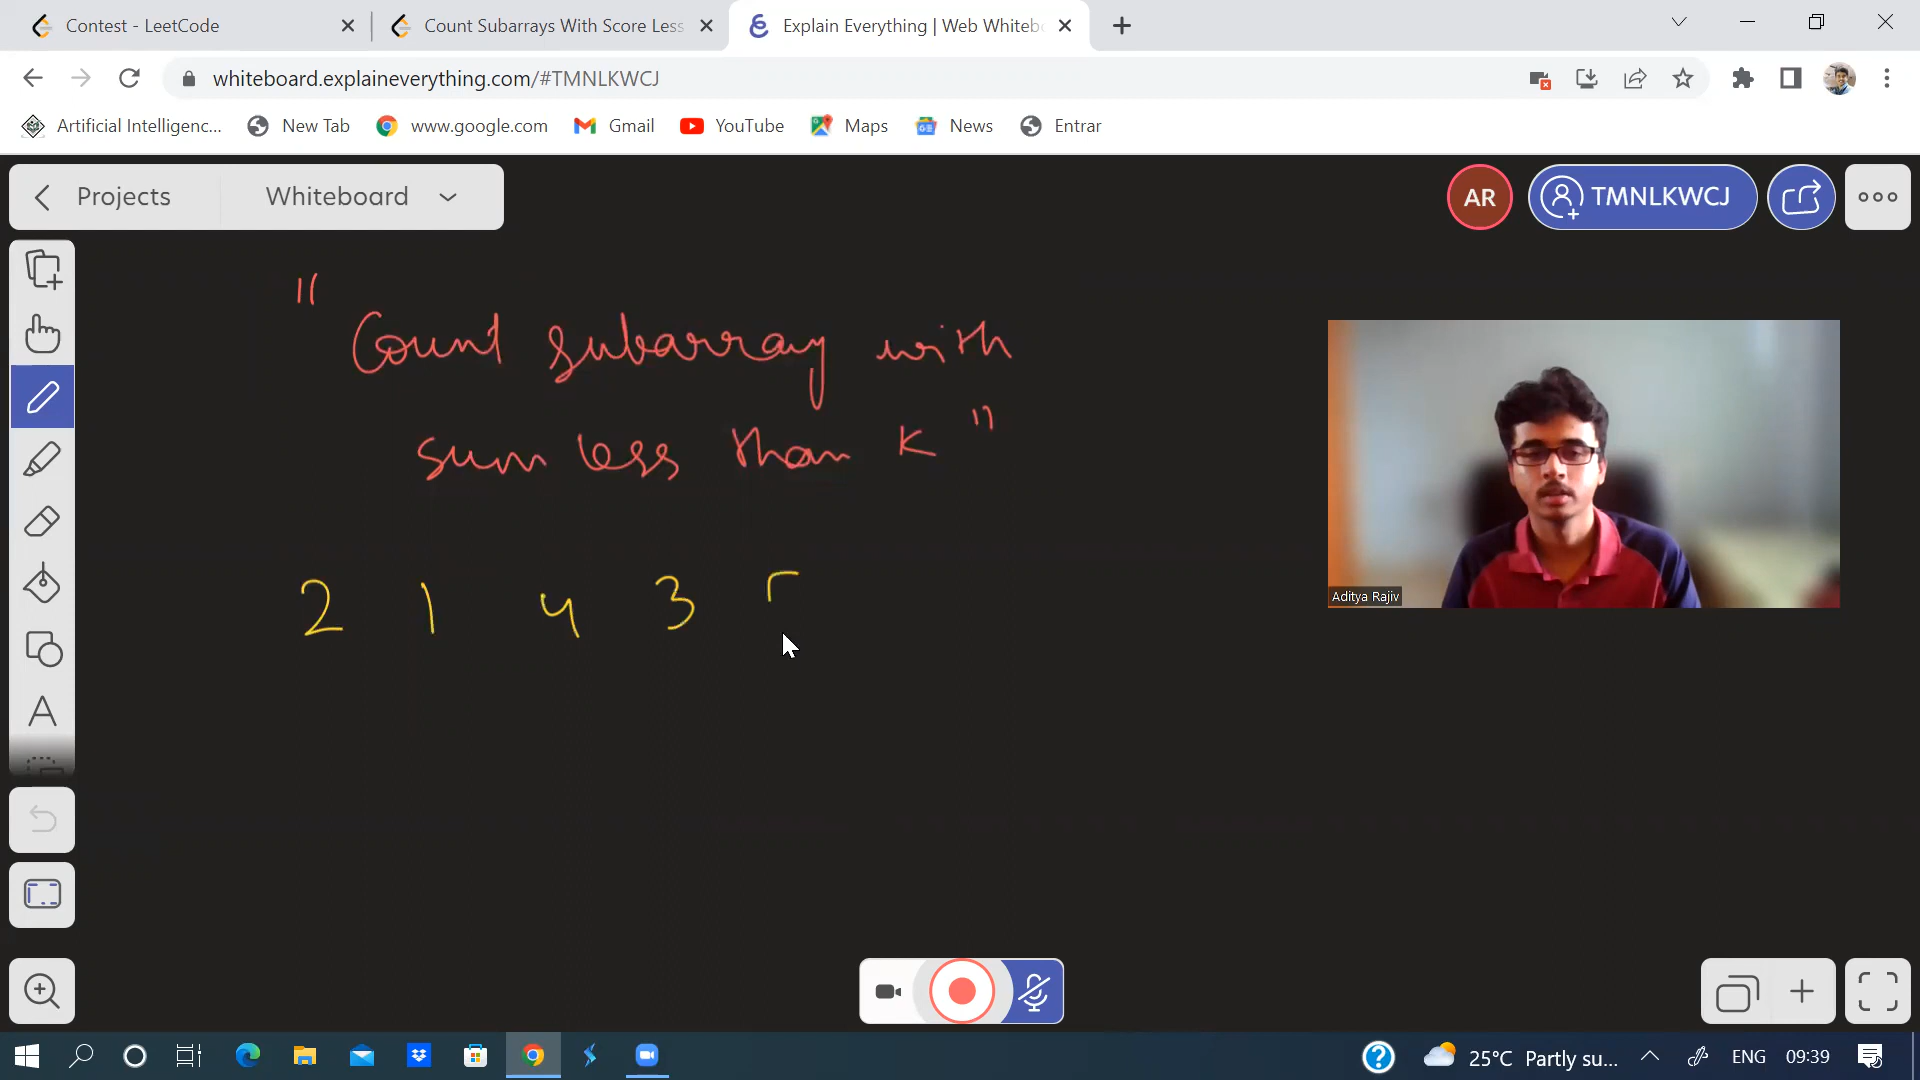 Contest - LeetCode
Count Subarrays With Score Less
Explain Everything | Web Whiteb
whiteboard.explaineverything.com/#TMNLKWCJ
Artificial Intelligenc...
New Tab
www.google.com
Gmail
YouTube
Maps
News
Entrar
Projects
Whiteboard
AR
TMNLKWCJ
"
Count subarray with
sum less than k "
2 1 4 3
Aditya Rajiv
A
25°C Partly su...
ENG
09:39